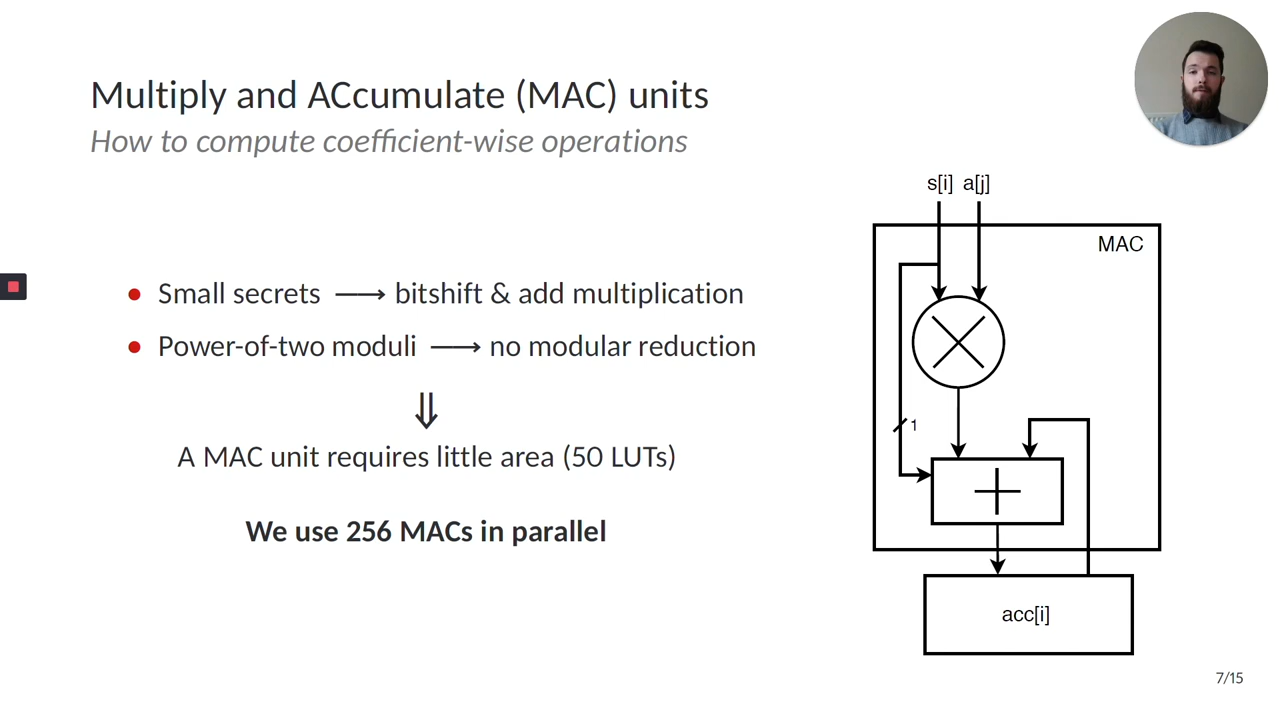 Multiply and ACcumulate (MAC) units
How to compute coefficient-wise operations
s[i] a[j]
MAC
● Small secrets ⟶ bitshift & add multiplication
● Power-of-two moduli ⟶ no modular reduction
⇓
1
A MAC unit requires little area (50 LUTs)
We use 256 MACs in parallel
acc[i]
7/15